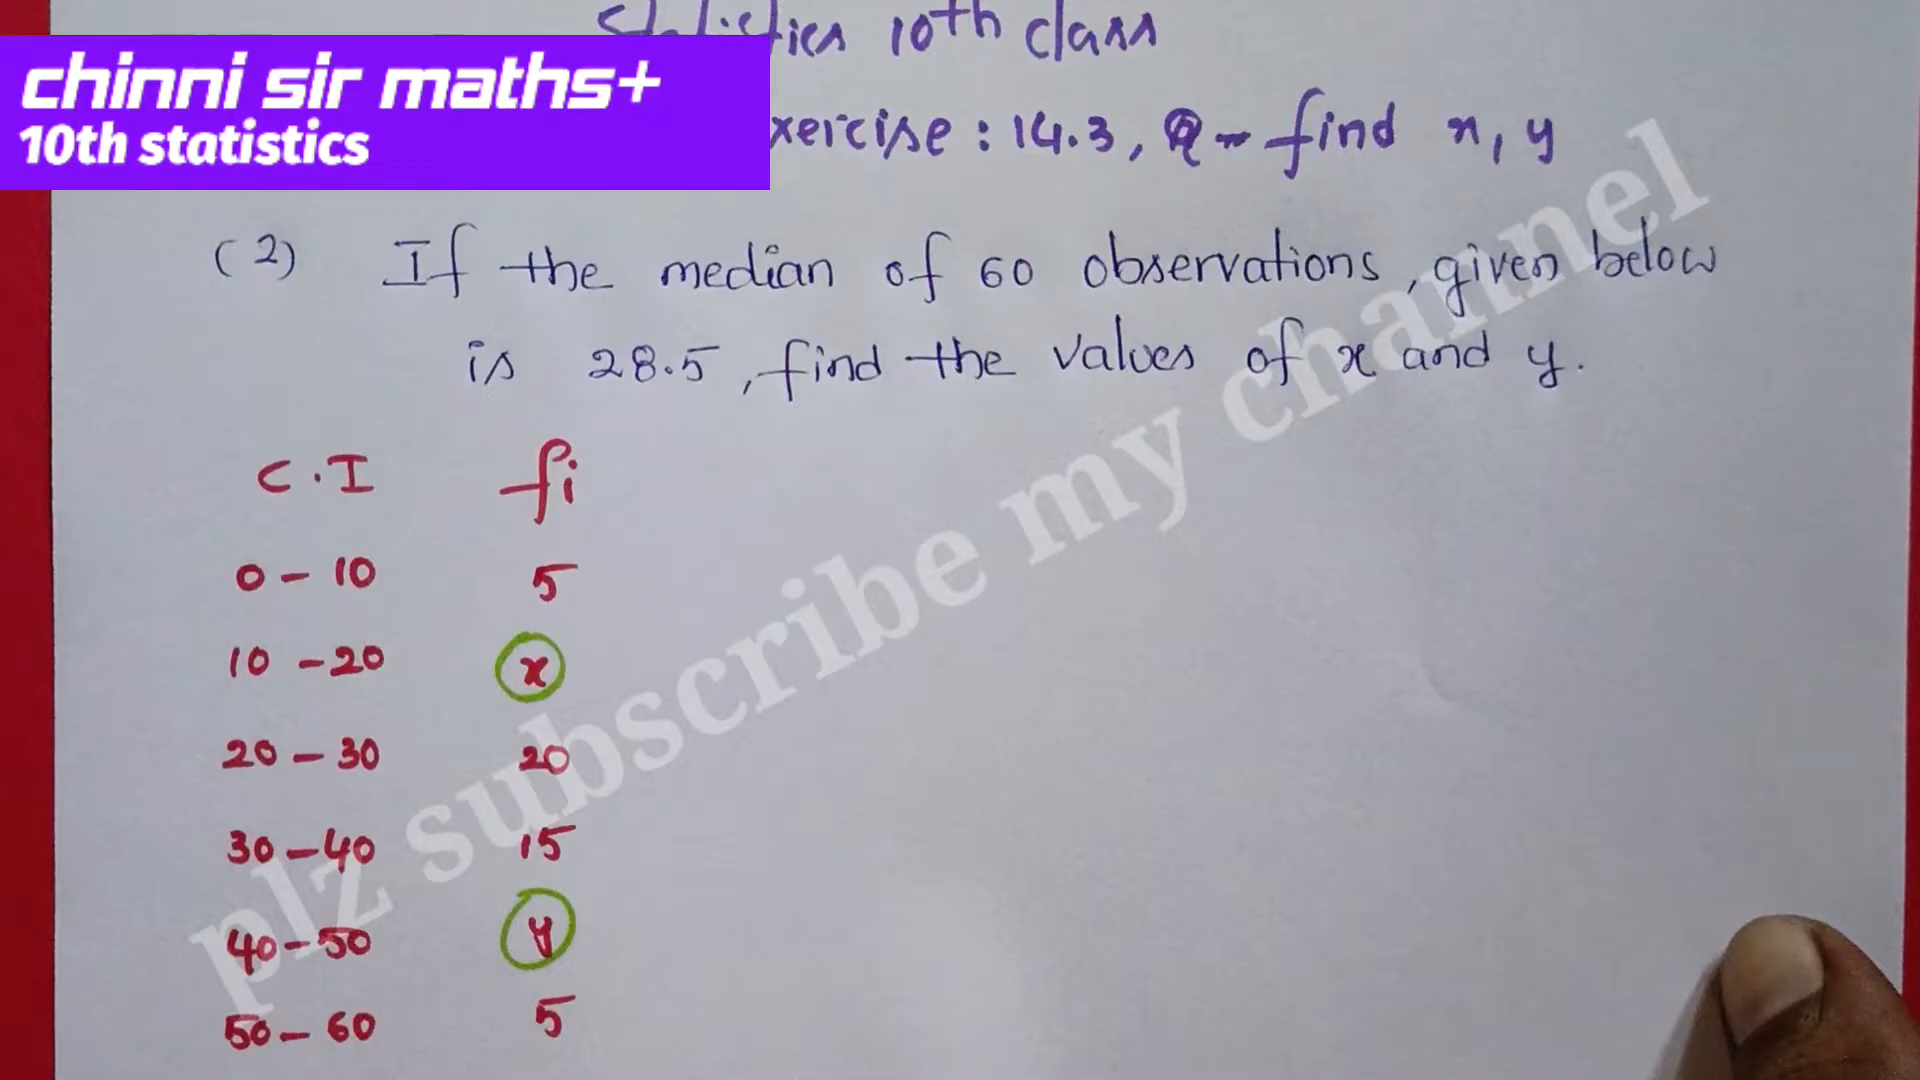 Statistics 10th class
chinni sir maths+
10th statistics
xercise : 14.3, Q - find x, y
(2) If the median of 60 observations, given below
is 28.5, find the values of x and y.
C.I fi
0 - 10 5
10 - 20 x
20 - 30 20
30 - 40 15
40 - 50 y
50 - 60 5
plz subscribe my channel